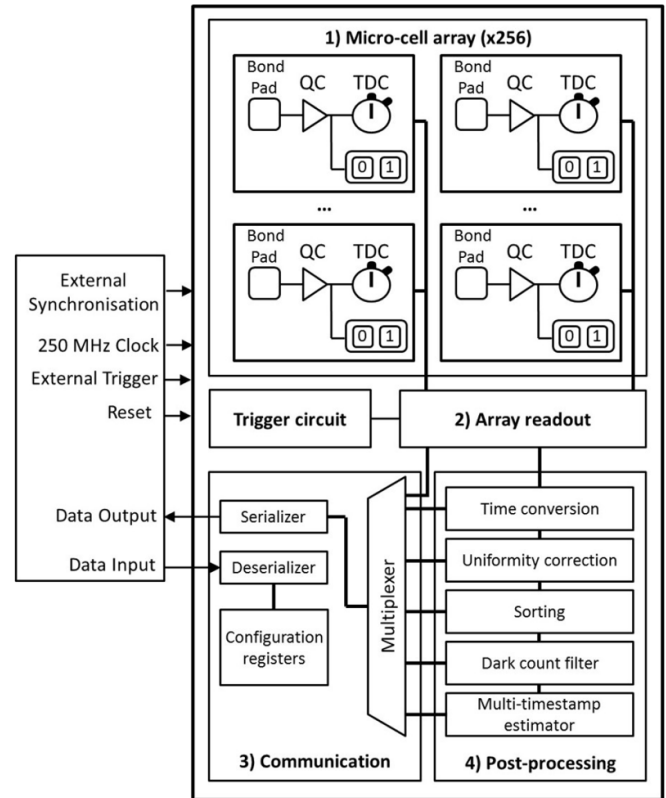 1) Micro-cell array (x256)
Bond
Pad
QC
TDC
0 1
Bond
Pad
QC
TDC
0 1
...
...
Bond
Pad
QC
TDC
0 1
Bond
Pad
QC
TDC
0 1
External
Synchronisation
250 MHz Clock
External Trigger
Reset
Data Output
Data Input
Trigger circuit
2) Array readout
Serializer
Deserializer
Configuration
registers
Multiplexer
3) Communication
Time conversion
Uniformity correction
Sorting
Dark count filter
Multi-timestamp
estimator
4) Post-processing